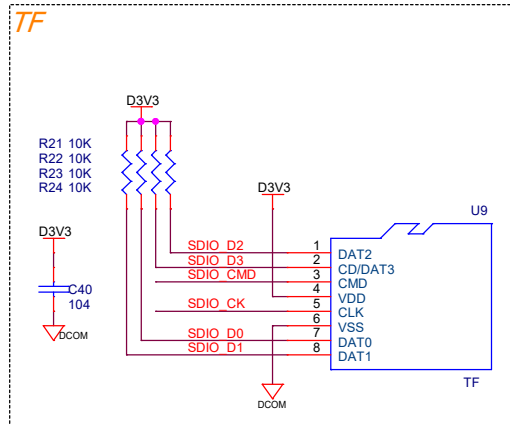 TF
D3V3
R21 10K
R22 10K
R23 10K
R24 10K
D3V3
U9
D3V3
SDIO_D2 1 DAT2
SDIO_D3 2 CD/DAT3
SDIO_CMD 3 CMD
4 VDD
SDIO_CK 5 CLK
6 VSS
SDIO_D0 7 DAT0
SDIO_D1 8 DAT1
C40
104
DCOM
TF
DCOM